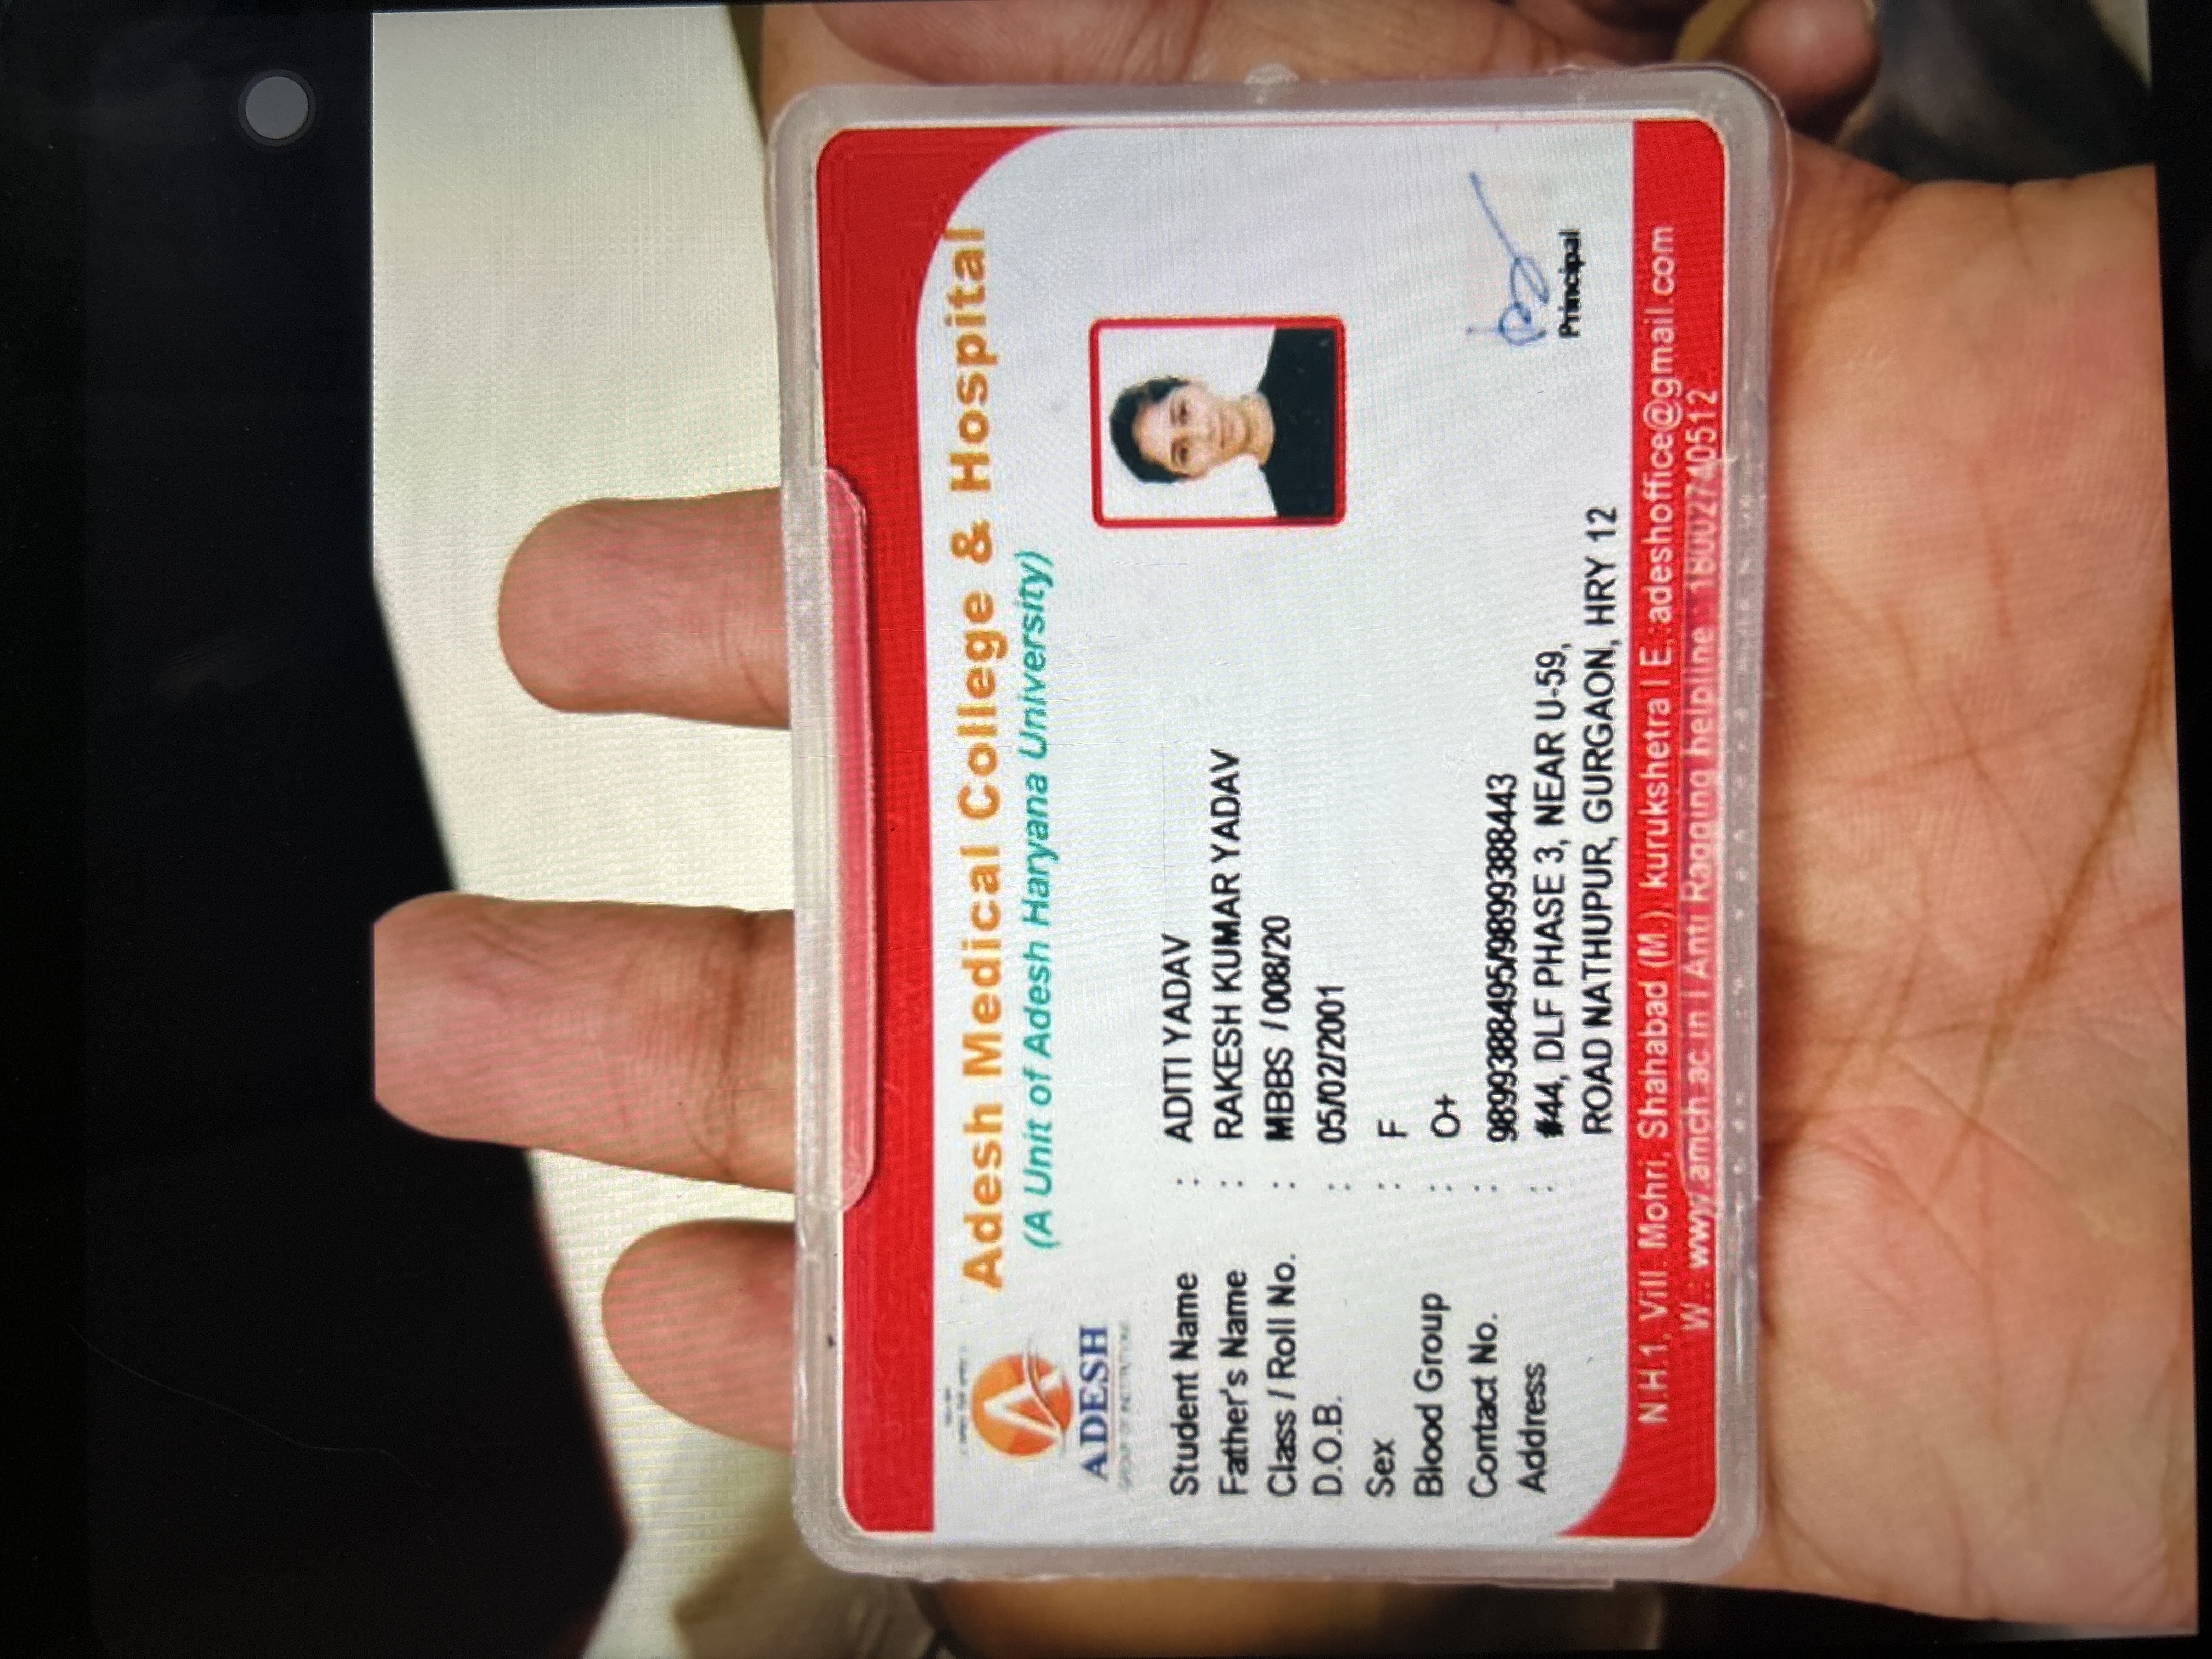 Adesh Medical College & Hospital
(A Unit of Adesh Haryana University)
ADESH
GROUP OF INSTITUTIONS
Student Name : ADITI YADAV
Father's Name : RAKESH KUMAR YADAV
Class / Roll No. : MBBS / 008/20
D.O.B. : 05/02/2001
Sex : F
Blood Group : O+
Contact No. : 9899388495/9899388443
Address : #44, DLF PHASE 3, NEAR U-59,
ROAD NATHUPUR, GURGAON, HRY 12
Principal
N.H.1, Vill. Mohri, Shahabad (M.), kurukshetra I E,:adeshoffice@gmail.com
W.: www.amch.ac.in I Anti Ragging helpline : 18002740512